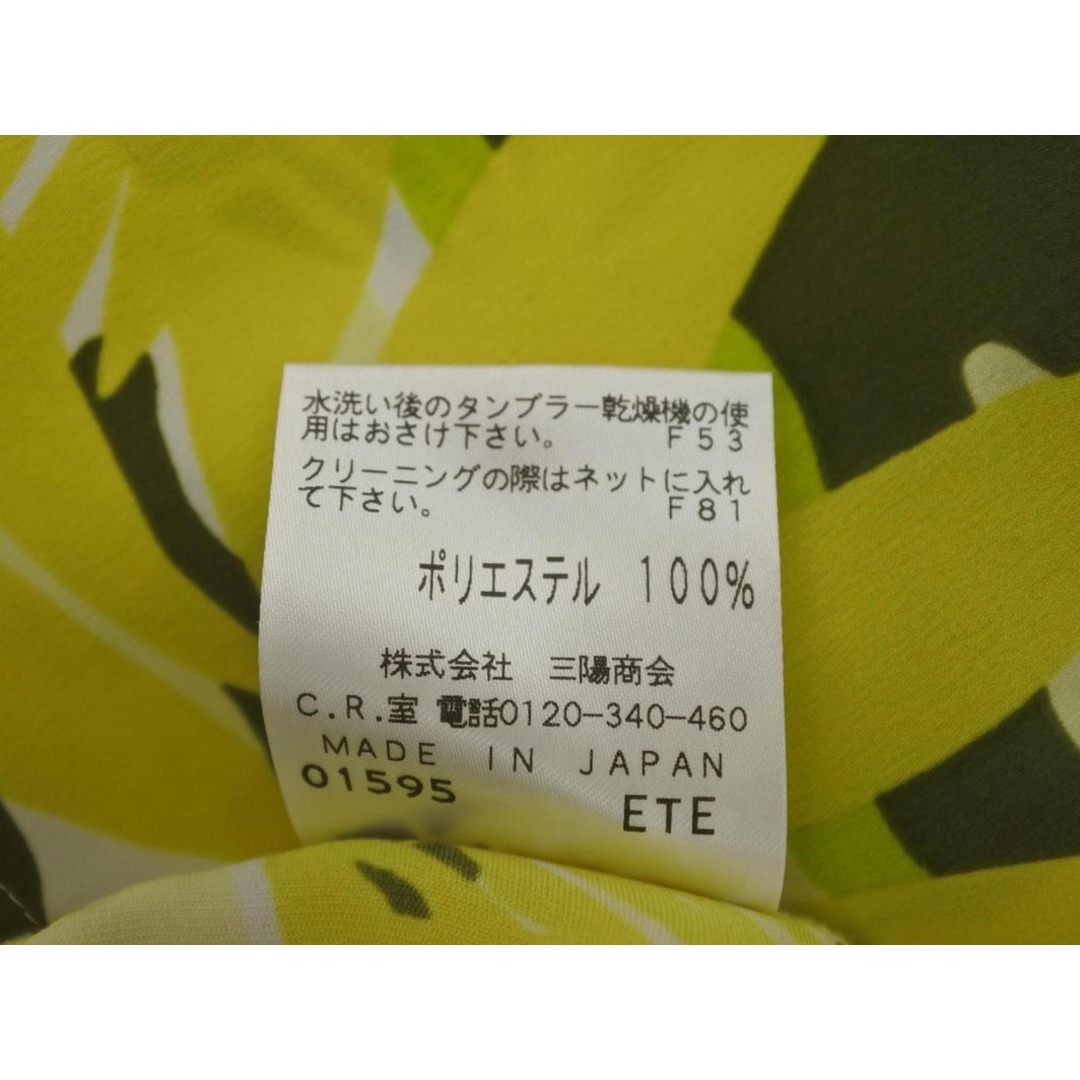 水洗い後のタンブラー乾燥機の使
用はおさけ下さい。 F53
クリーニングの際はネットに入れ
て下さい。 F81
ポリエステル 100%
株式会社 三陽商会
C.R.室 電話0120-340-460
MADE IN JAPAN
01595
ETE